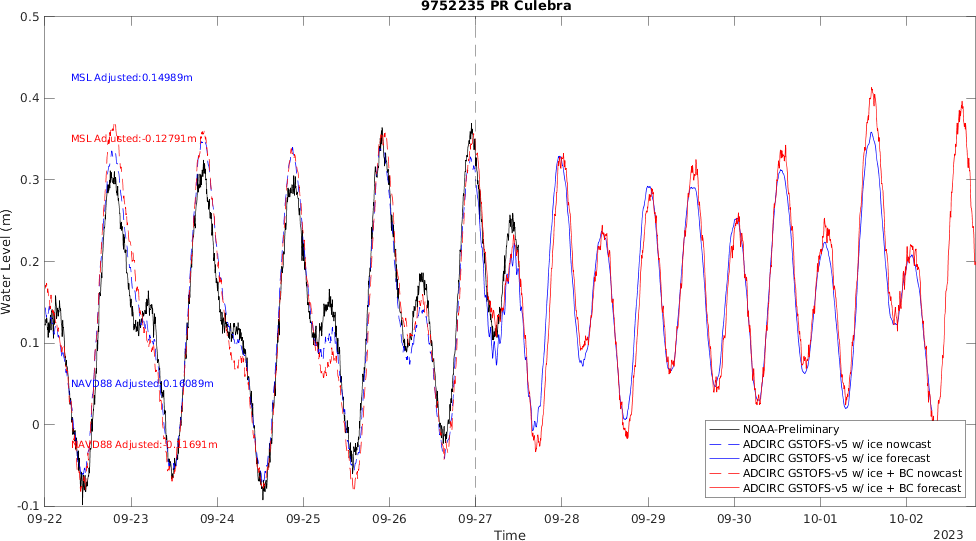 9752235 PR Culebra
0.5
0.4
0.3
0.2
0.1
0
-0.1
Water Level (m)
MSL Adjusted:0.14989m
MSL Adjusted:-0.12791m
NAVD88 Adjusted:0.16089m
NAVD88 Adjusted:-0.11691m
NOAA-Preliminary
ADCIRC GSTOFS-v5 w/ ice nowcast
ADCIRC GSTOFS-v5 w/ ice forecast
ADCIRC GSTOFS-v5 w/ ice + BC nowcast
ADCIRC GSTOFS-v5 w/ ice + BC forecast
09-22 09-23 09-24 09-25 09-26 09-27 09-28 09-29 09-30 10-01 10-02
Time
2023